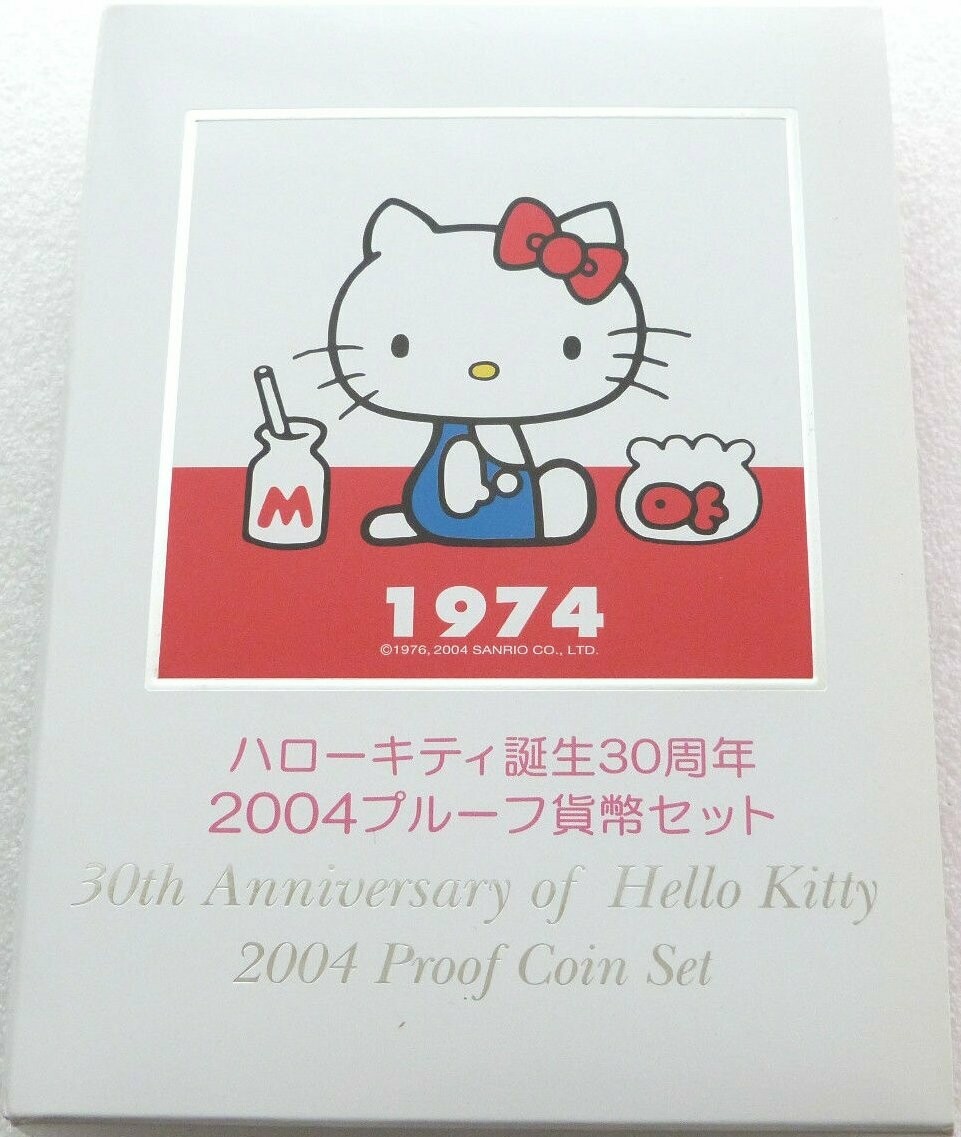 M
1974
©1976, 2004 SANRIO CO., LTD.
ハローキティ誕生30周年
2004プルーフ貨幣セット
30th Anniversary of Hello Kitty
2004 Proof Coin Set